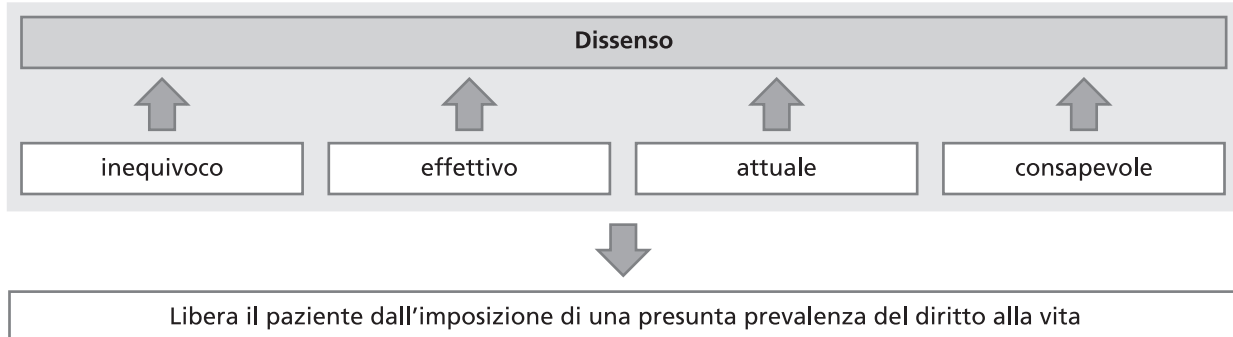 Dissenso
inequivoco
effettivo
attuale
consapevole
Libera il paziente dall'imposizione di una presunta prevalenza del diritto alla vita